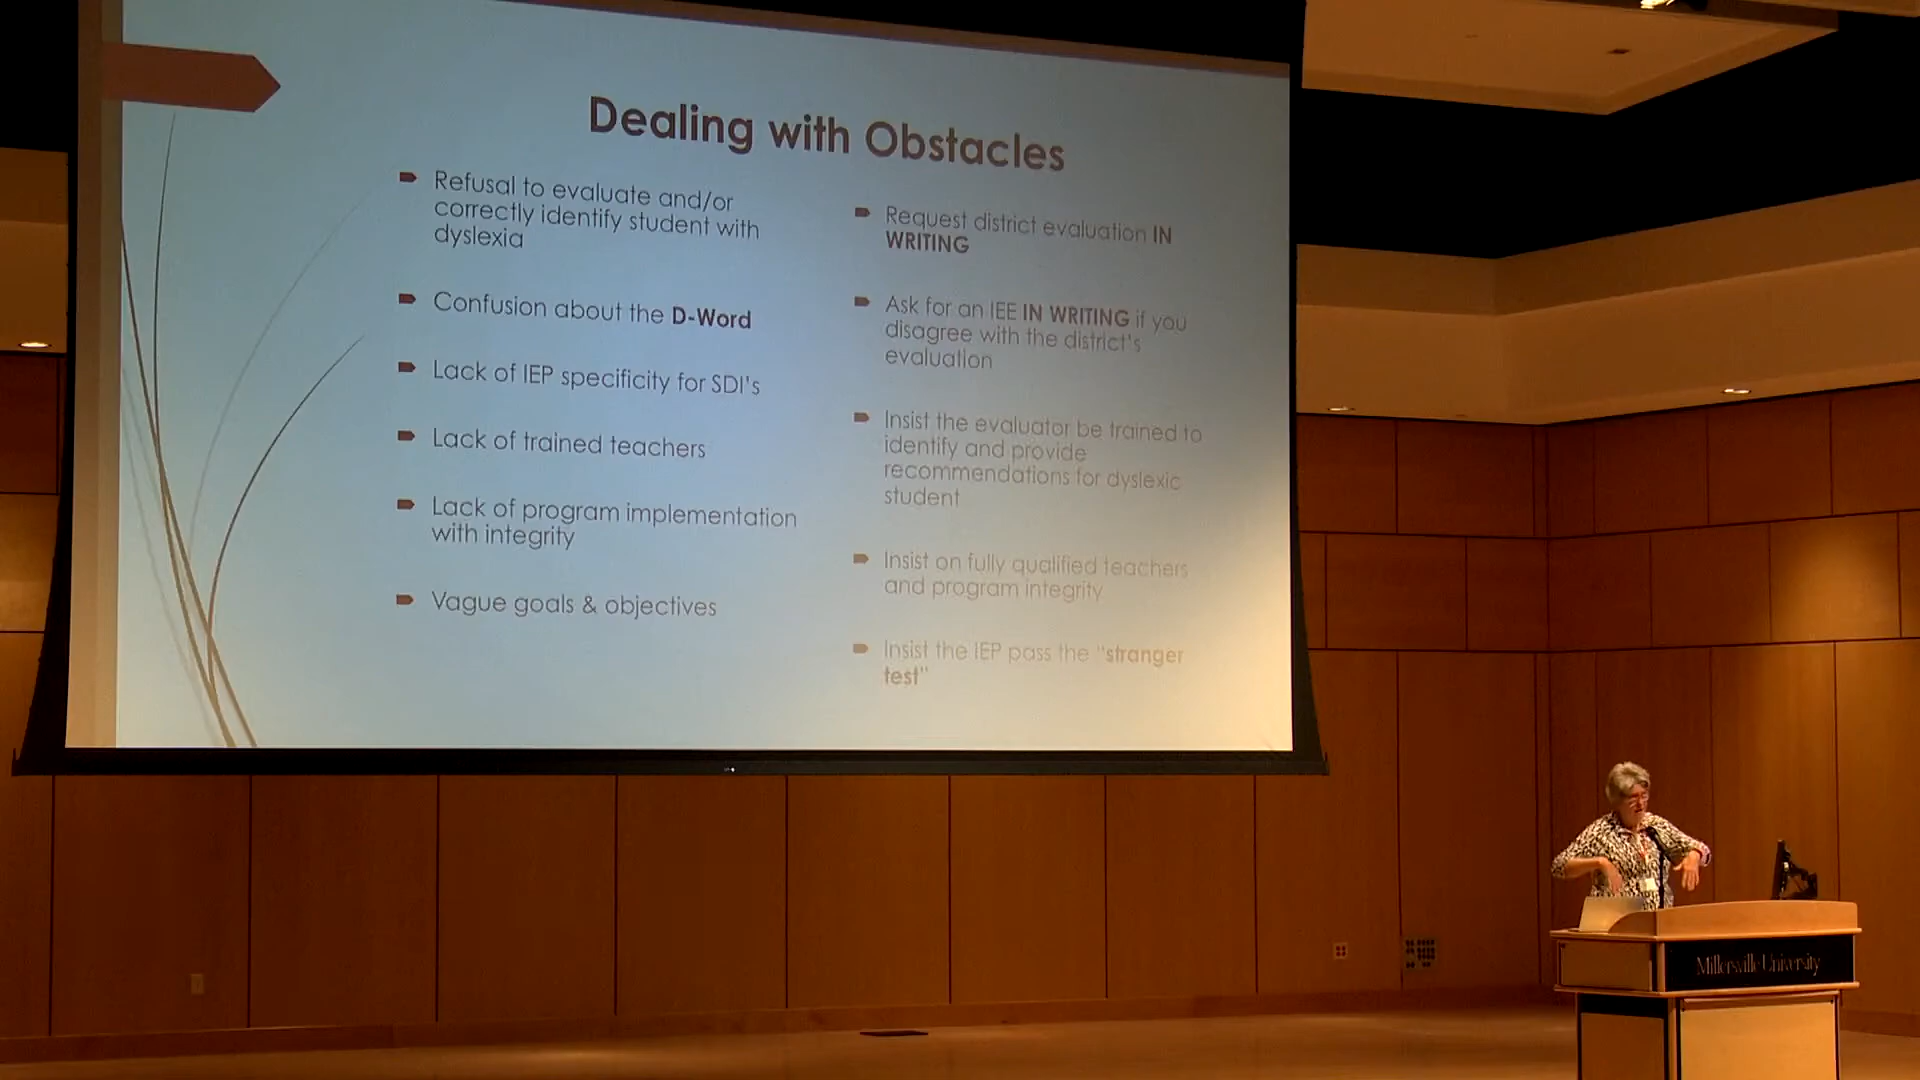 Dealing with Obstacles
Refusal to evaluate and/or
correctly identify student with
dyslexia
Confusion about the D-Word
Lack of IEP specificity for SDI's
Lack of trained teachers
Lack of program implementation
with integrity
Vague goals & objectives
Request district evaluation IN
WRITING
Ask for an IEE IN WRITING if you
disagree with the district's
evaluation
Insist the evaluator be trained to
identify and provide
recommendations for dyslexic
student
Insist on fully qualified teachers
and program integrity
Insist the IEP pass the "stranger
test"
Millersville University